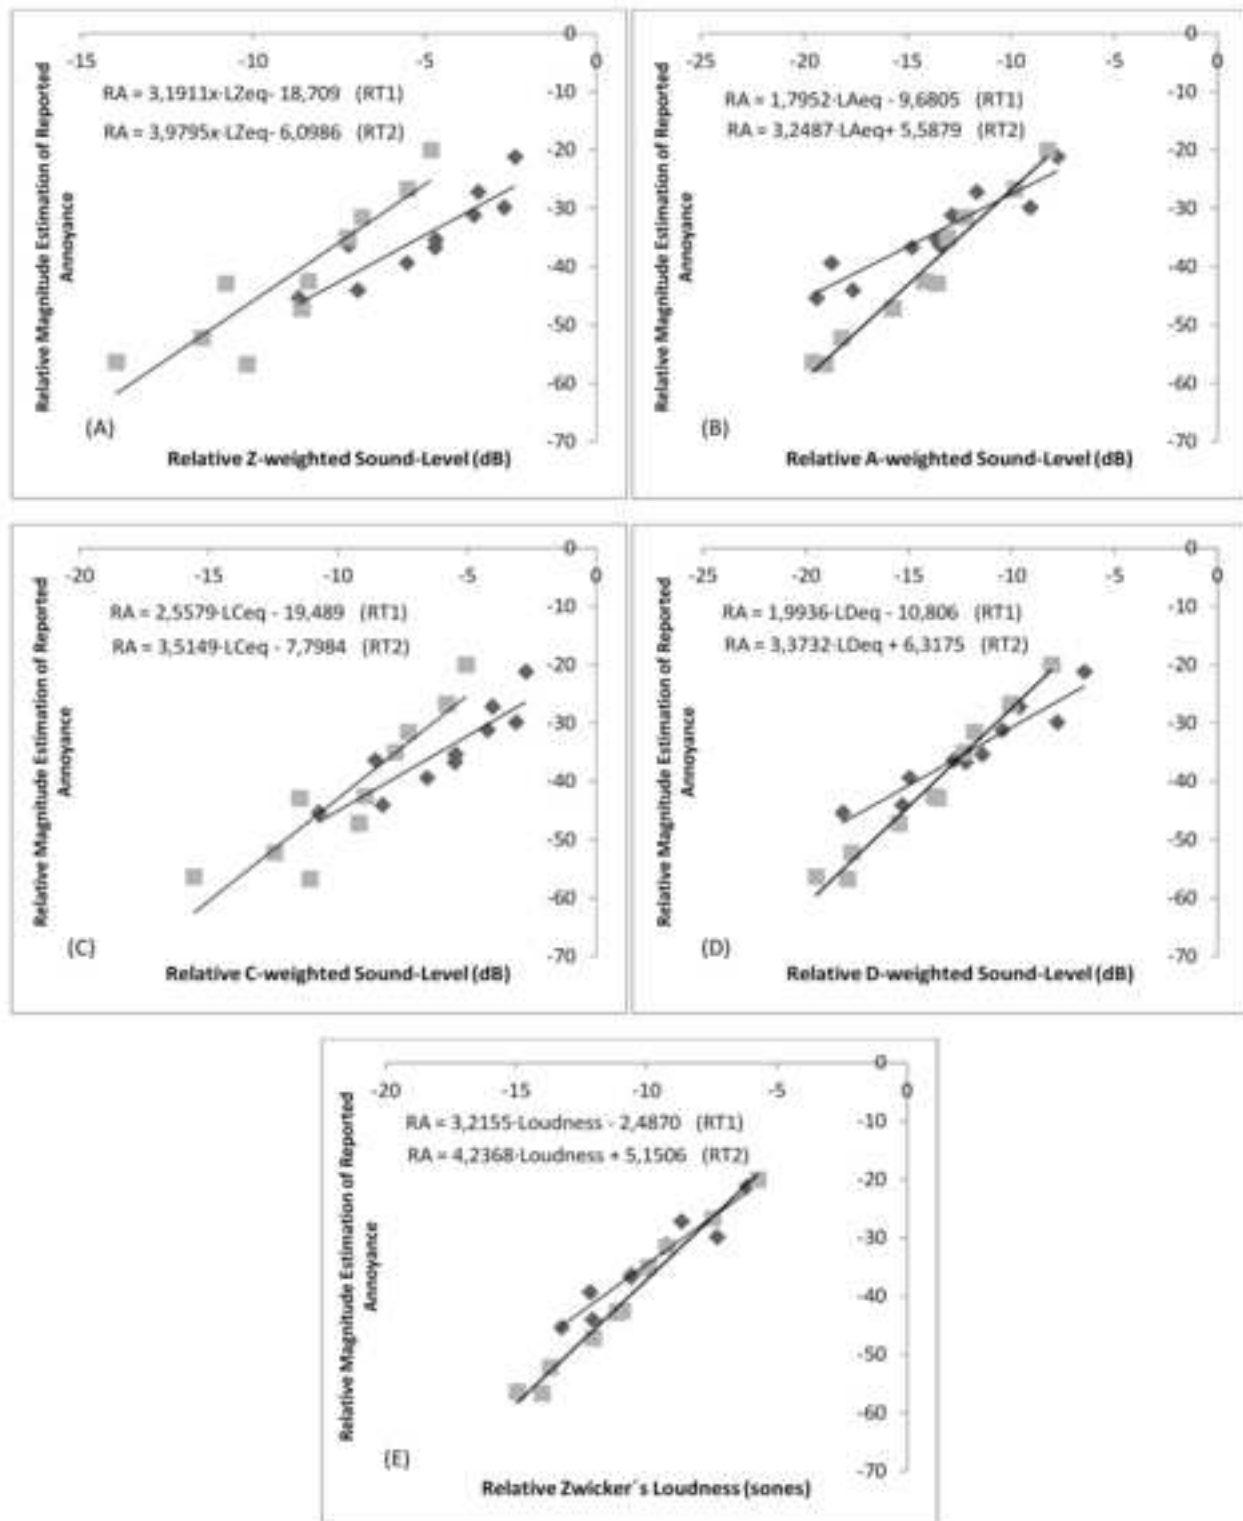 -15 -10 -5 0
0
RA = 3,1911x·LZeq- 18,709 (RT1)
RA = 3,9795x·LZeq- 6,0986 (RT2)
-10
-20
-30
-40
-50
-60
-70
Relative Magnitude Estimation of Reported
Annoyance
(A)
Relative Z-weighted Sound-Level (dB)
-25 -20 -15 -10 -5 0
0
RA = 1,7952·LAeq - 9,6805 (RT1)
RA = 3,2487·LAeq+ 5,5879 (RT2)
-10
-20
-30
-40
-50
-60
-70
Relative Magnitude Estimation of Reported
Annoyance
(B)
Relative A-weighted Sound-Level (dB)
-20 -15 -10 -5 0
0
RA = 2,5579·LCeq - 19,489 (RT1)
RA = 3,5149·LCeq - 7,7984 (RT2)
-10
-20
-30
-40
-50
-60
-70
Relative Magnitude Estimation of Reported
Annoyance
(C)
Relative C-weighted Sound-Level (dB)
-25 -20 -15 -10 -5 0
0
RA = 1,9936·LDeq - 10,806 (RT1)
RA = 3,3732·LDeq + 6,3175 (RT2)
-10
-20
-30
-40
-50
-60
-70
Relative Magnitude Estimation of Reported
Annoyance
(D)
Relative D-weighted Sound-Level (dB)
-20 -15 -10 -5 0
0
RA = 3,2155·Loudness - 2,4870 (RT1)
RA = 4,2368·Loudness + 5,1506 (RT2)
-10
-20
-30
-40
-50
-60
-70
Relative Magnitude Estimation of Reported
Annoyance
(E)
Relative Zwicker´s Loudness (sones)